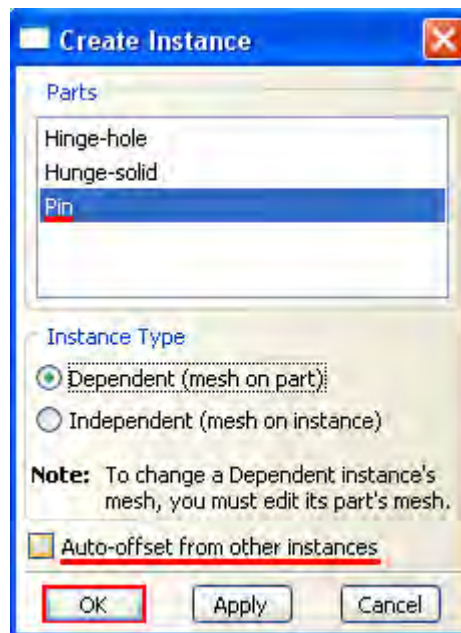 Create Instance
Parts
Hinge-hole
Hunge-solid
Pin
Instance Type
Dependent (mesh on part)
Independent (mesh on instance)
Note: To change a Dependent instance's
mesh, you must edit its part's mesh.
Auto-offset from other instances
OK Apply Cancel